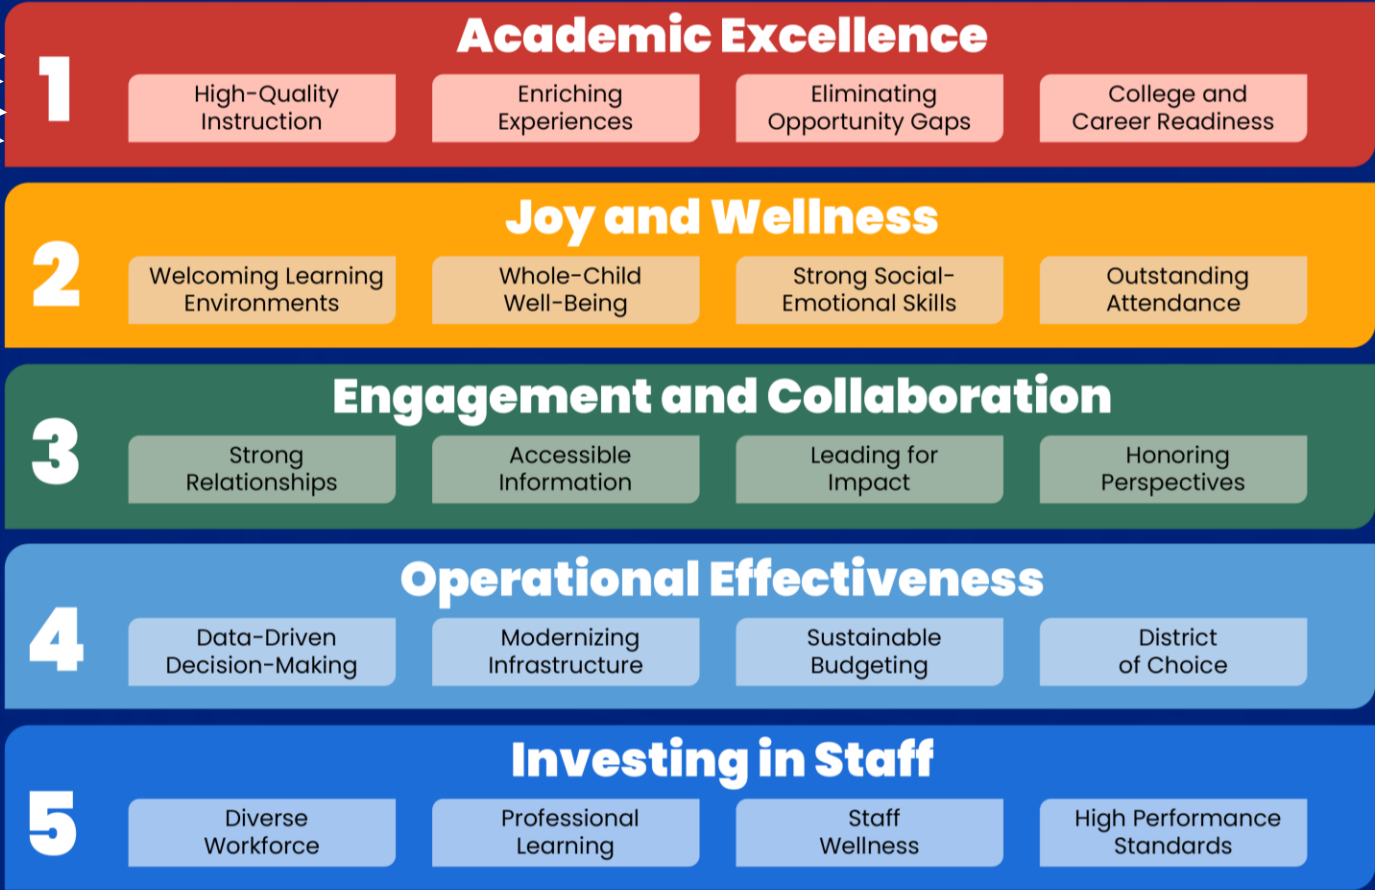 Academic Excellence
1
High-Quality
Instruction
Enriching
Experiences
Eliminating
Opportunity Gaps
College and
Career Readiness
Joy and Wellness
2
Welcoming Learning
Environments
Whole-Child
Well-Being
Strong Social-
Emotional Skills
Outstanding
Attendance
Engagement and Collaboration
3
Strong
Relationships
Accessible
Information
Leading for
Impact
Honoring
Perspectives
Operational Effectiveness
4
Data-Driven
Decision-Making
Modernizing
Infrastructure
Sustainable
Budgeting
District
of Choice
Investing in Staff
5
Diverse
Workforce
Professional
Learning
Staff
Wellness
High Performance
Standards